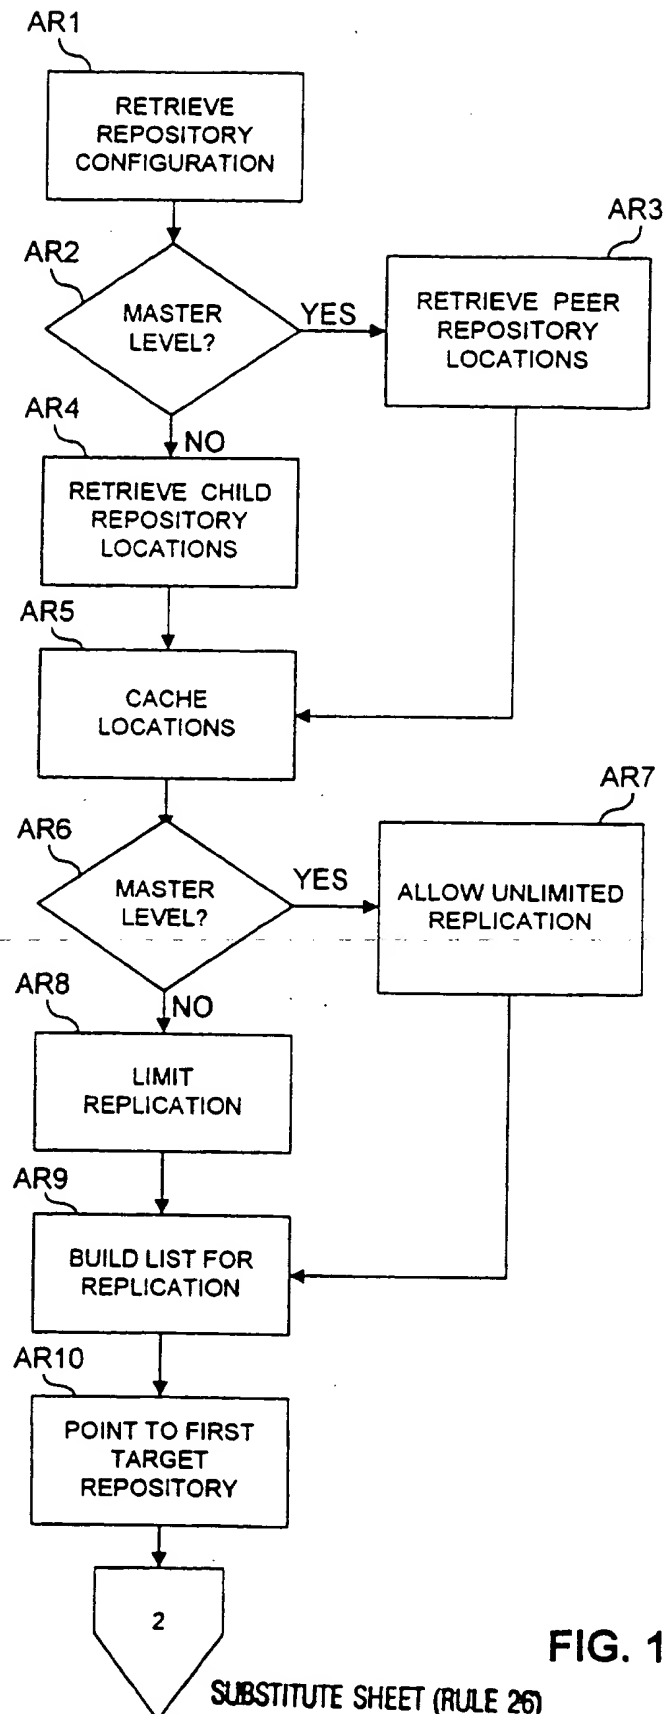 AR1
RETRIEVE
REPOSITORY
CONFIGURATION
AR2
MASTER
LEVEL?
YES
AR3
RETRIEVE PEER
REPOSITORY
LOCATIONS
NO
AR4
RETRIEVE CHILD
REPOSITORY
LOCATIONS
AR5
CACHE
LOCATIONS
AR6
MASTER
LEVEL?
YES
AR7
ALLOW UNLIMITED
REPLICATION
NO
AR8
LIMIT
REPLICATION
AR9
BUILD LIST FOR
REPLICATION
AR10
POINT TO FIRST
TARGET
REPOSITORY
2
FIG. 1
SUBSTITUTE SHEET (RULE 26)